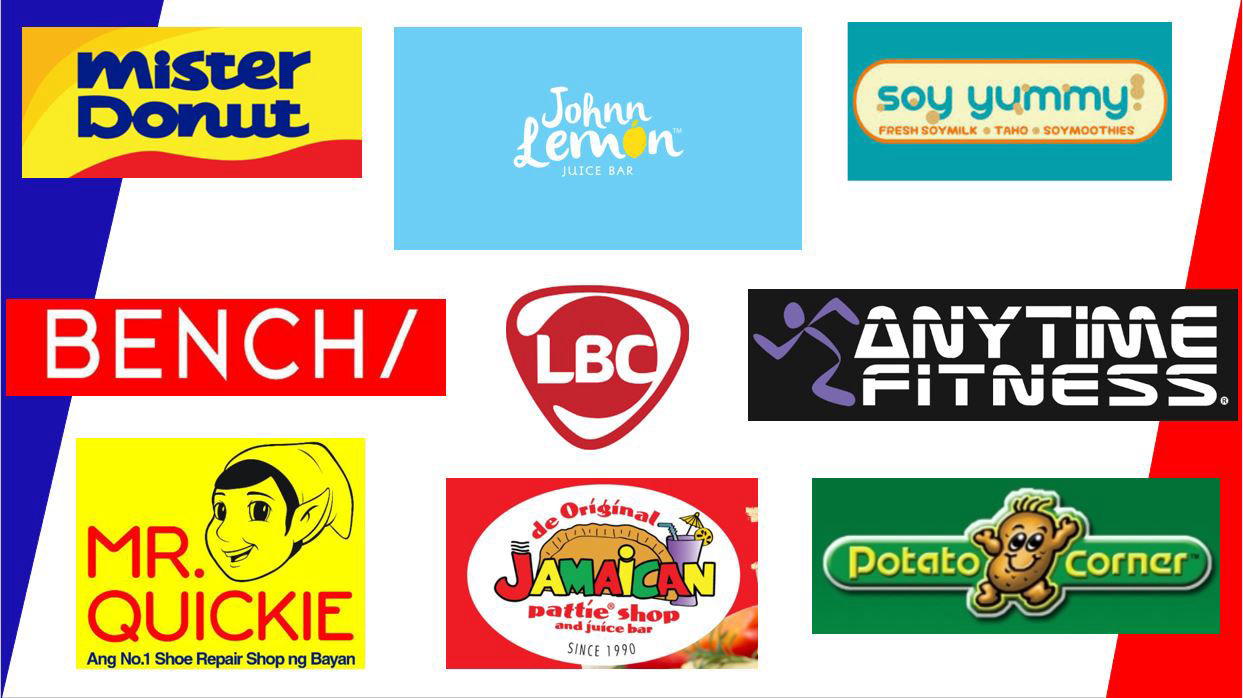 mister
Donut
Johnn
Lemon™
JUICE BAR
soy yummy!
FRESH SOYMILK • TAHO • SOYMOOTHIES
BENCH/
LBC
ANYTIME
FITNESS®
MR.
QUICKIE
Ang No.1 Shoe Repair Shop ng Bayan
de Original
JAMAICAN
pattie® shop
and juice bar
SINCE 1990
Potato Corner™